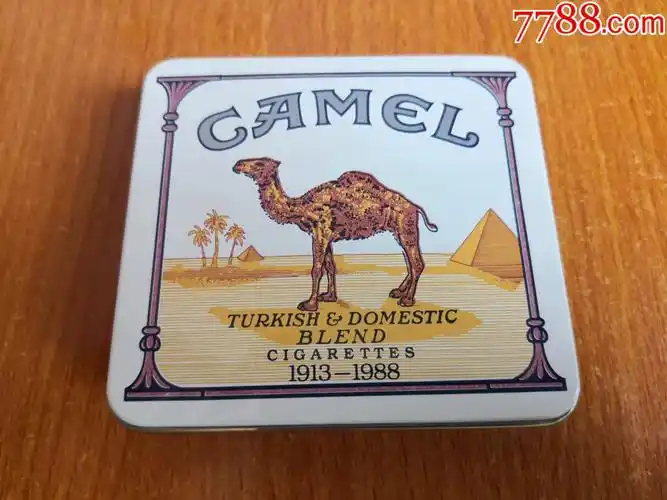 7788.com
CAMEL
TURKISH & DOMESTIC
BLEND
CIGARETTES
1913-1988